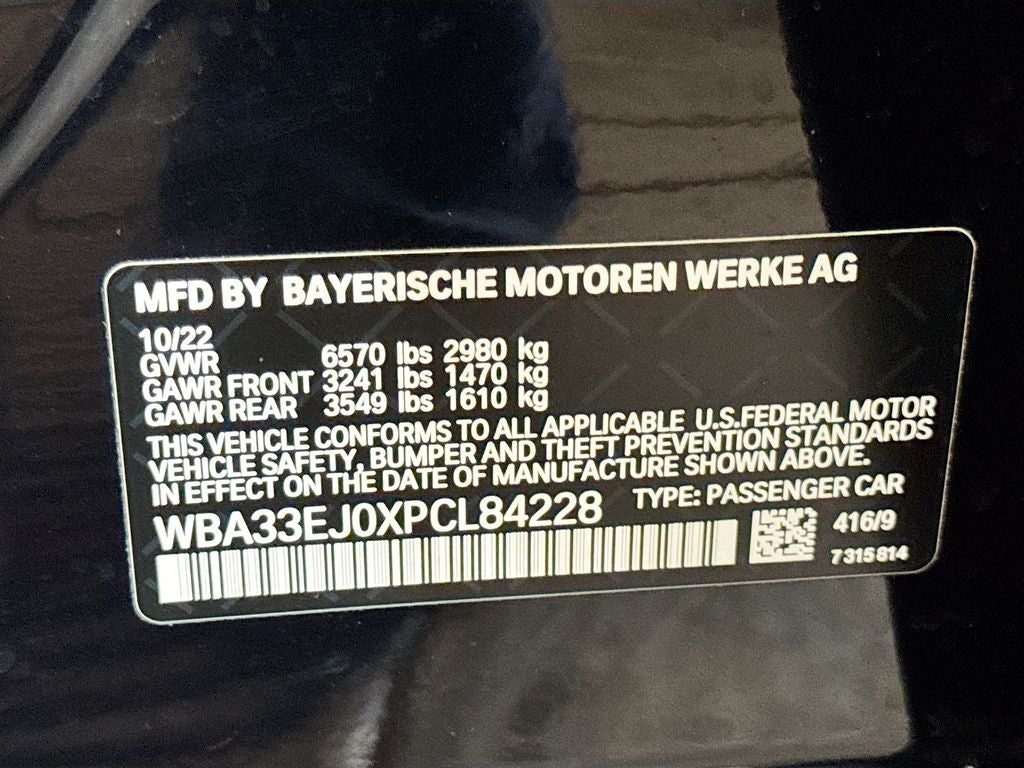 MFD BY BAYERISCHE MOTOREN WERKE AG
10/22
GVWR 6570 lbs 2980 kg
GAWR FRONT 3241 lbs 1470 kg
GAWR REAR 3549 lbs 1610 kg
THIS VEHICLE CONFORMS TO ALL APPLICABLE U.S.FEDERAL MOTOR
VEHICLE SAFETY, BUMPER AND THEFT PREVENTION STANDARDS
IN EFFECT ON THE DATE OF MANUFACTURE SHOWN ABOVE.
WBA33EJ0XPCL84228 TYPE: PASSENGER CAR
416/9
7315814